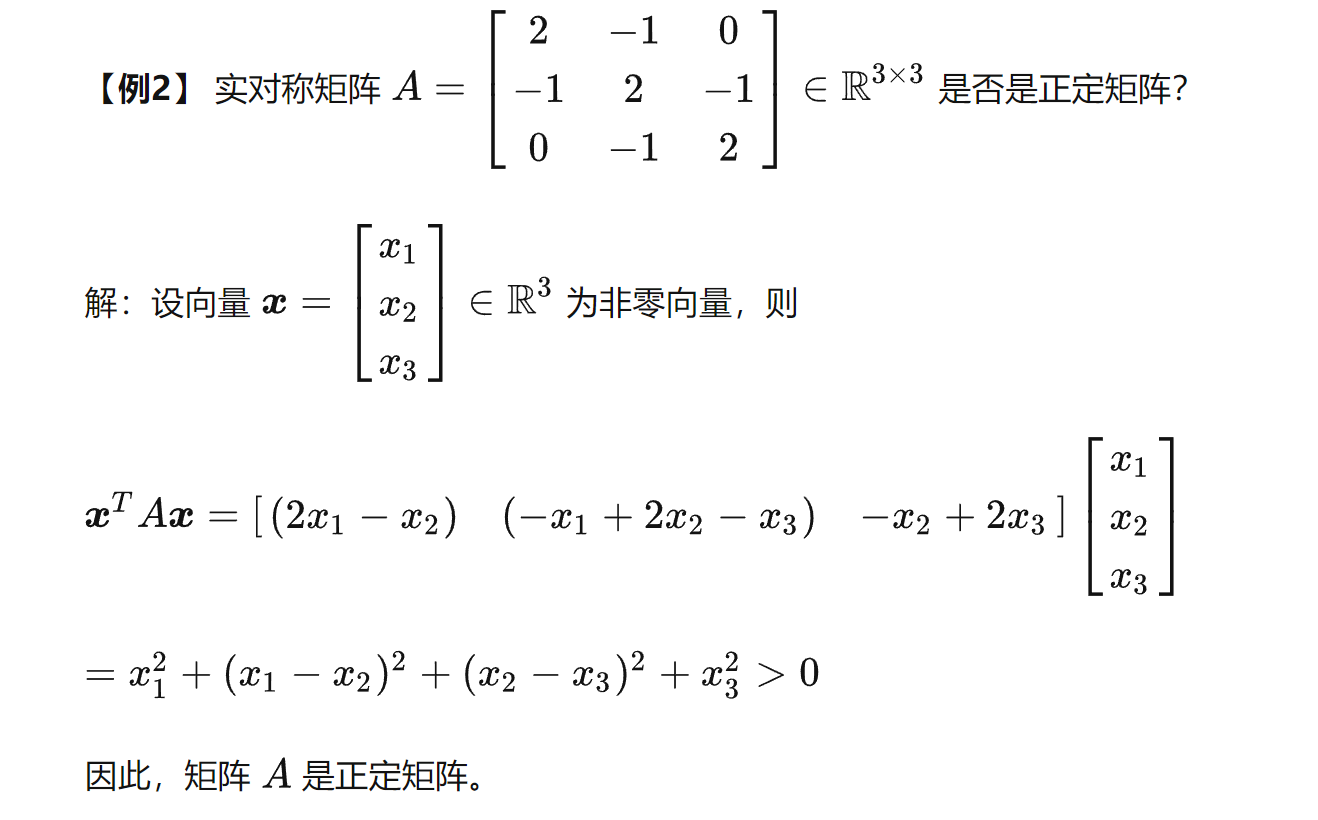 【例2】 实对称矩阵 $A = \begin{bmatrix} 2 & -1 & 0 \\ -1 & 2 & -1 \\ 0 & -1 & 2 \end{bmatrix} \in \mathbb{R}^{3 \times 3}$ 是否是正定矩阵?
解：设向量 $\boldsymbol{x} = \begin{bmatrix} x_1 \\ x_2 \\ x_3 \end{bmatrix} \in \mathbb{R}^3$ 为非零向量，则
$\boldsymbol{x}^T A \boldsymbol{x} = [\,(2x_1 - x_2) \quad (-x_1 + 2x_2 - x_3) \quad -x_2 + 2x_3\,] \begin{bmatrix} x_1 \\ x_2 \\ x_3 \end{bmatrix}$
$= x_1^2 + (x_1 - x_2)^2 + (x_2 - x_3)^2 + x_3^2 > 0$
因此，矩阵 $A$ 是正定矩阵。